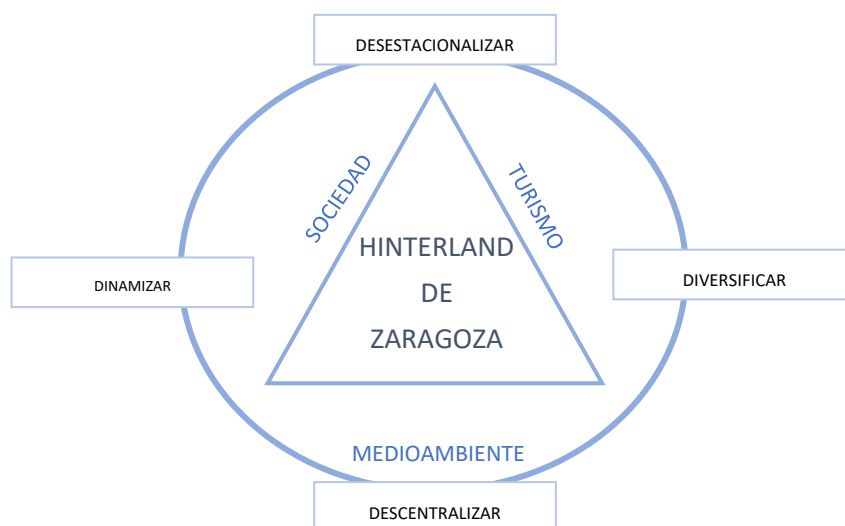 DESESTACIONALIZAR
SOCIEDAD
TURISMO
HINTERLAND
DE
ZARAGOZA
DINAMIZAR
DIVERSIFICAR
MEDIOAMBIENTE
DESCENTRALIZAR